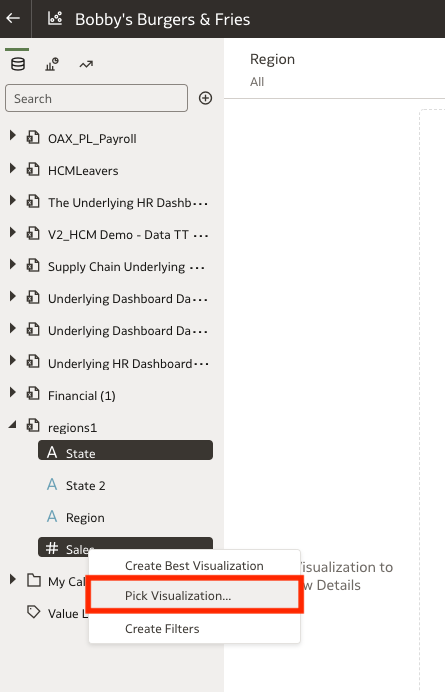 Bobby's Burgers & Fries
Region
All
Search
OAX_PL_Payroll
HCMLeavers
The Underlying HR Dashb...
V2_HCM Demo - Data TT ...
Supply Chain Underlying ...
Underlying Dashboard Da...
Underlying Dashboard Da...
Underlying HR Dashboard...
Financial (1)
regions1
A State
A State 2
A Region
# Sales
Create Best Visualization
Visualization to
My Cal
Pick Visualization...
w Details
Value L
Create Filters